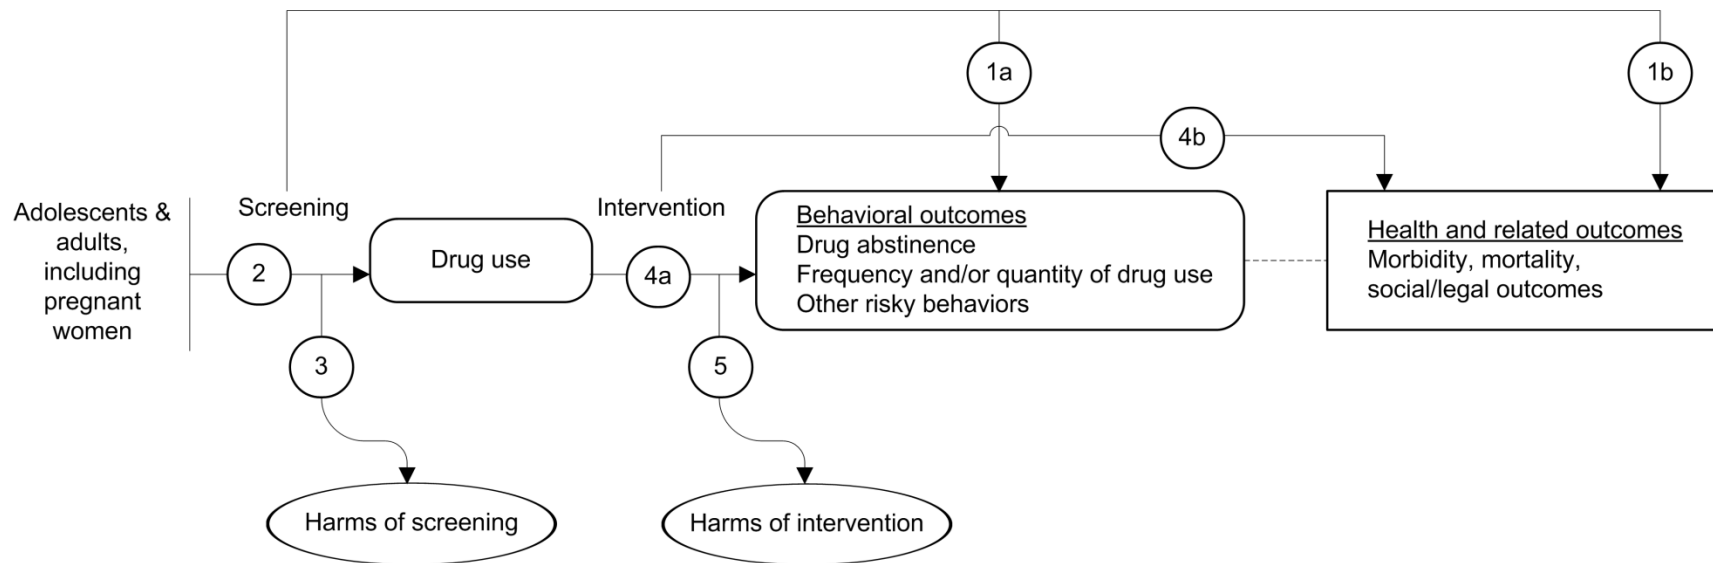 1a
1b
4b
Adolescents &
adults,
including
pregnant
women
Screening
2
3
Drug use
Intervention
4a
5
Behavioral outcomes
Drug abstinence
Frequency and/or quantity of drug use
Other risky behaviors
Health and related outcomes
Morbidity, mortality,
social/legal outcomes
Harms of screening
Harms of intervention